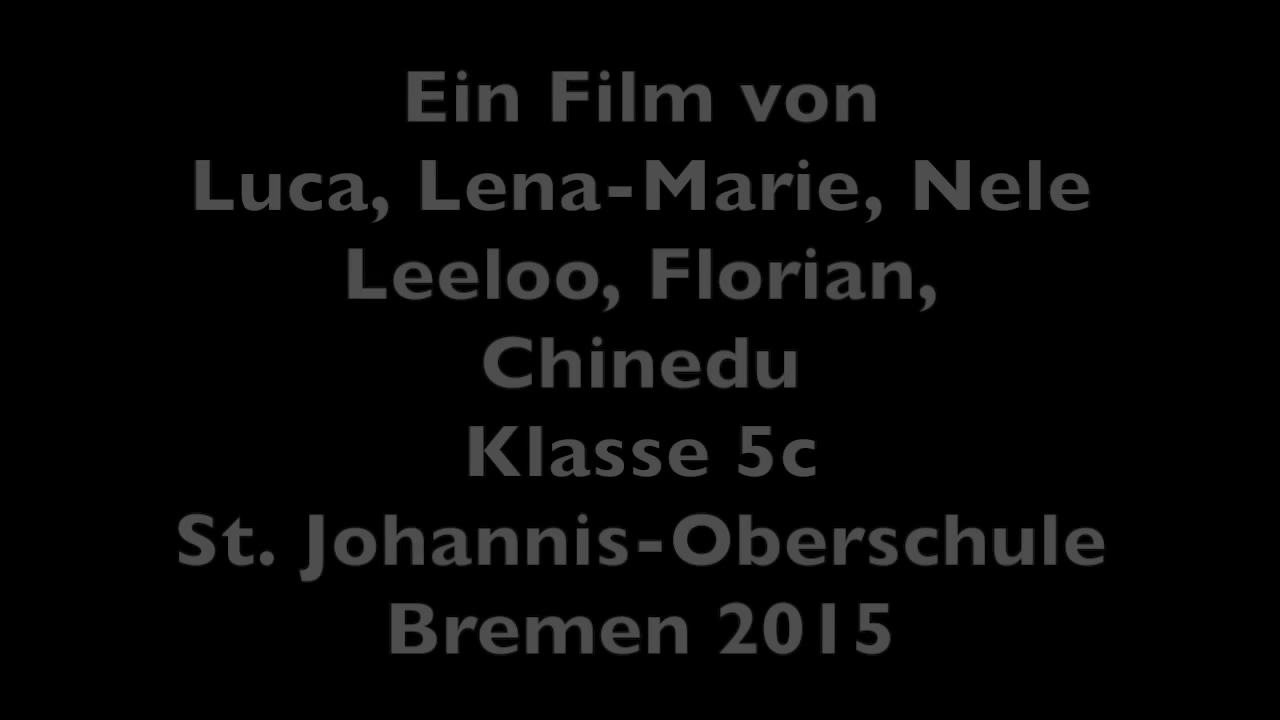 Ein Film von
Luca, Lena-Marie, Nele
Leeloo, Florian,
Chinedu
Klasse 5c
St. Johannis-Oberschule
Bremen 2015